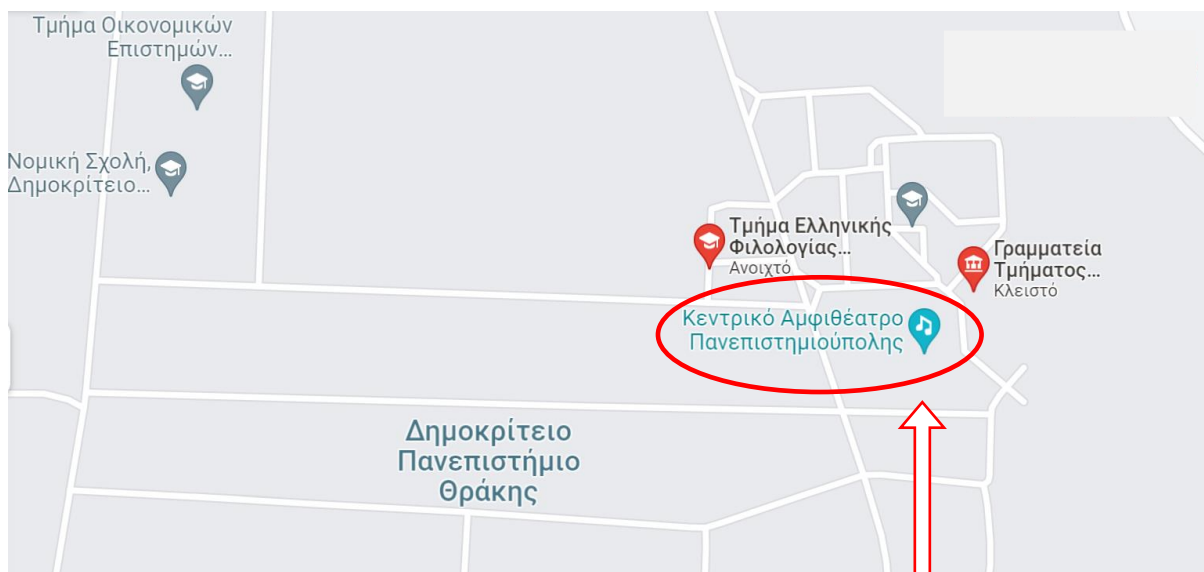 Τμήμα Οικονομικών
Επιστημών...
Νομική Σχολή,
Δημοκρίτειο...
Τμήμα Ελληνικής
Φιλολογίας...
Ανοιχτό
Γραμματεία
Τμήματος...
Κλειστό
Κεντρικό Αμφιθέατρο
Πανεπιστημιούπολης
Δημοκρίτειο
Πανεπιστήμιο
Θράκης